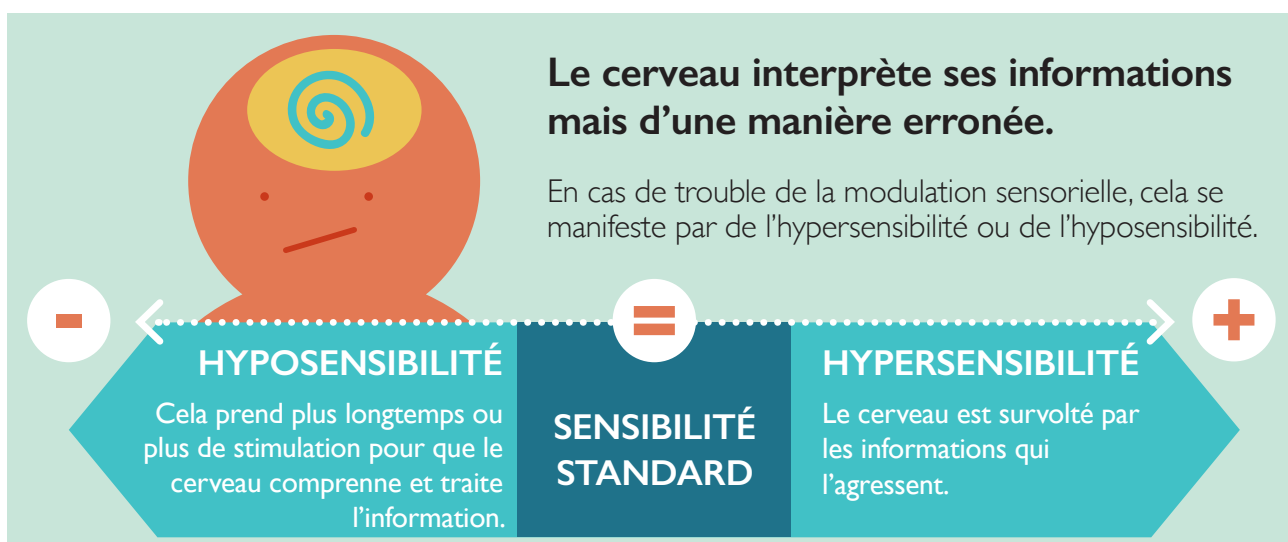 Le cerveau interprète ses informations
mais d’une manière erronée.
En cas de trouble de la modulation sensorielle, cela se
manifeste par de l’hypersensibilité ou de l’hyposensibilité.
-
=
+
HYPOSENSIBILITÉ
Cela prend plus longtemps ou
plus de stimulation pour que le
cerveau comprenne et traite
l’information.
SENSIBILITÉ
STANDARD
HYPERSENSIBILITÉ
Le cerveau est survolté par
les informations qui
l’agressent.